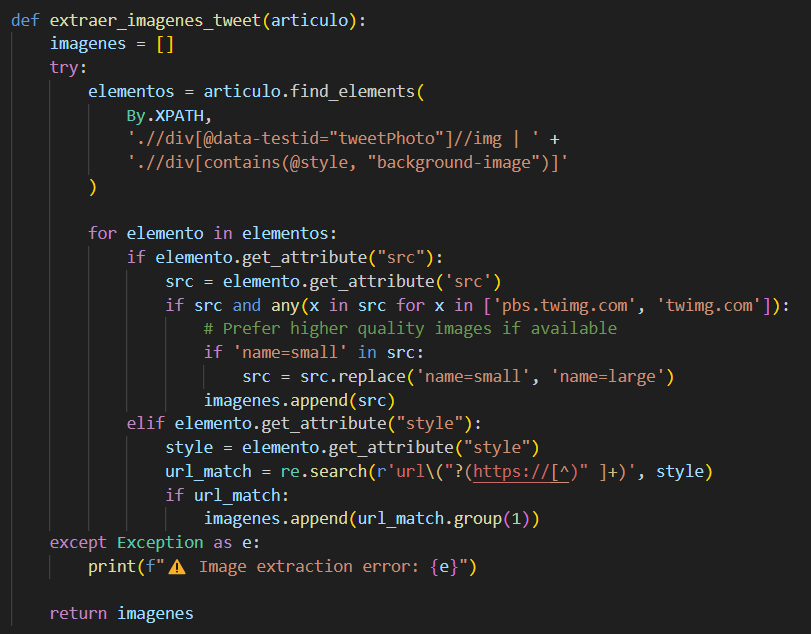 def extraer_imagenes_tweet(articulo):
    imagenes = []
    try:
        elementos = articulo.find_elements(
            By.XPATH,
            './/div[@data-testid="tweetPhoto"]//img | ' +
            './/div[contains(@style, "background-image")]'
        )

        for elemento in elementos:
            if elemento.get_attribute("src"):
                src = elemento.get_attribute('src')
                if src and any(x in src for x in ['pbs.twimg.com', 'twimg.com']):
                    # Prefer higher quality images if available
                    if 'name=small' in src:
                        src = src.replace('name=small', 'name=large')
                    imagenes.append(src)
            elif elemento.get_attribute("style"):
                style = elemento.get_attribute("style")
                url_match = re.search(r'url\("?(https://[^)" ]+)', style)
                if url_match:
                    imagenes.append(url_match.group(1))
    except Exception as e:
        print(f"⚠️ Image extraction error: {e}")

    return imagenes